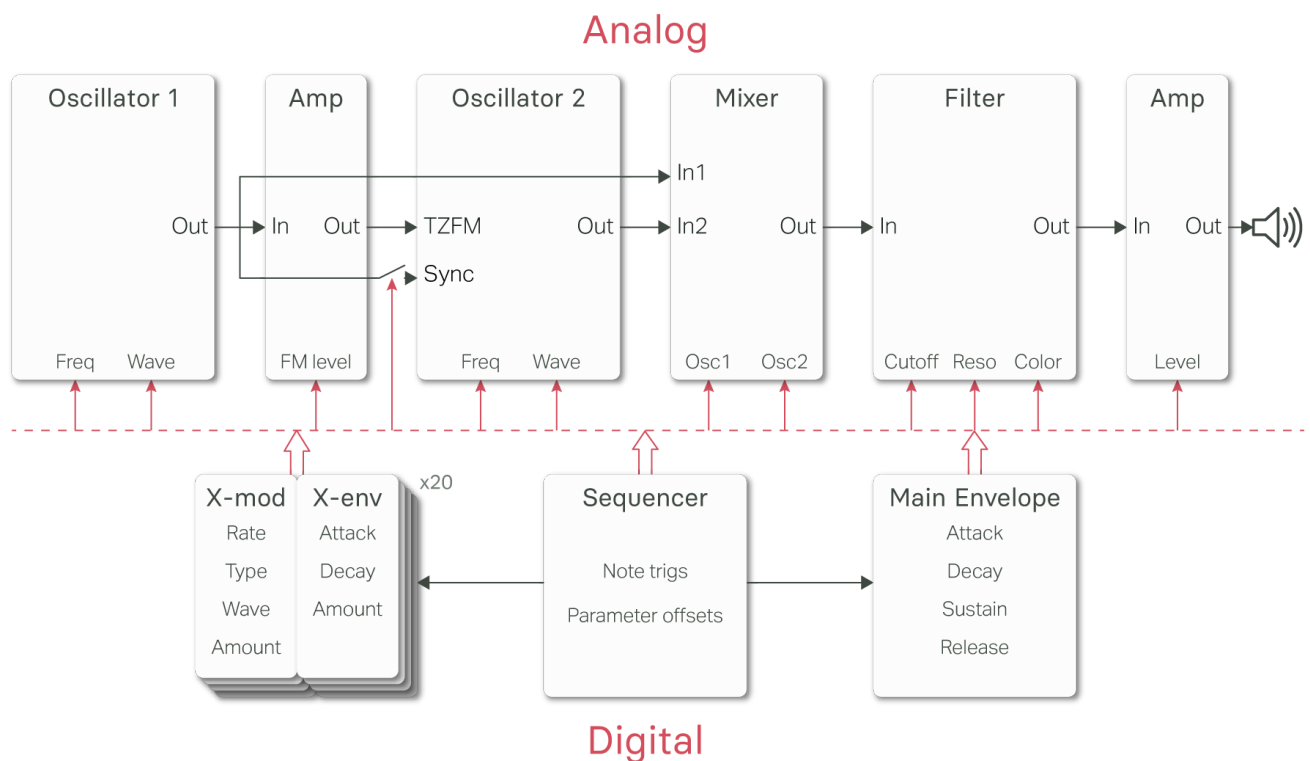 Analog
Oscillator 1
Amp
Oscillator 2
Mixer
Filter
Amp
In1
Out
In
Out
TZFM
Out
In2
Out
In
Out
In
Out
Sync
Freq
Wave
FM level
Freq
Wave
Osc1
Osc2
Cutoff
Reso
Color
Level
X-mod
Rate
Type
Wave
Amount
X-env
Attack
Decay
Amount
x20
Sequencer
Note trigs
Parameter offsets
Main Envelope
Attack
Decay
Sustain
Release
Digital